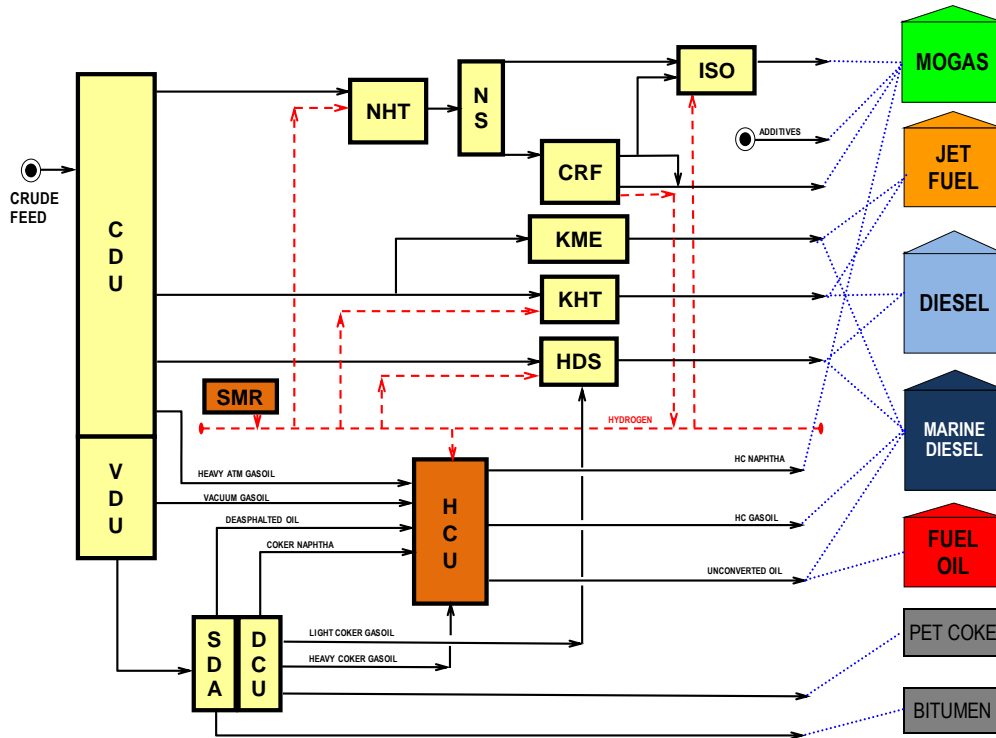 MOGAS
ISO
NHT
N
S
ADDITIVES
JET
FUEL
CRUDE
FEED
C
D
U
CRF
KME
KHT
DIESEL
HDS
SMR
HYDROGEN
MARINE
DIESEL
V
D
U
HEAVY ATM GASOIL
VACUUM GASOIL
DEASPHALTED OIL
COKER NAPHTHA
H
C
U
HC NAPHTHA
HC GASOIL
UNCONVERTED OIL
FUEL
OIL
S
D
A
D
C
U
LIGHT COKER GASOIL
HEAVY COKER GASOIL
PET COKE
BITUMEN